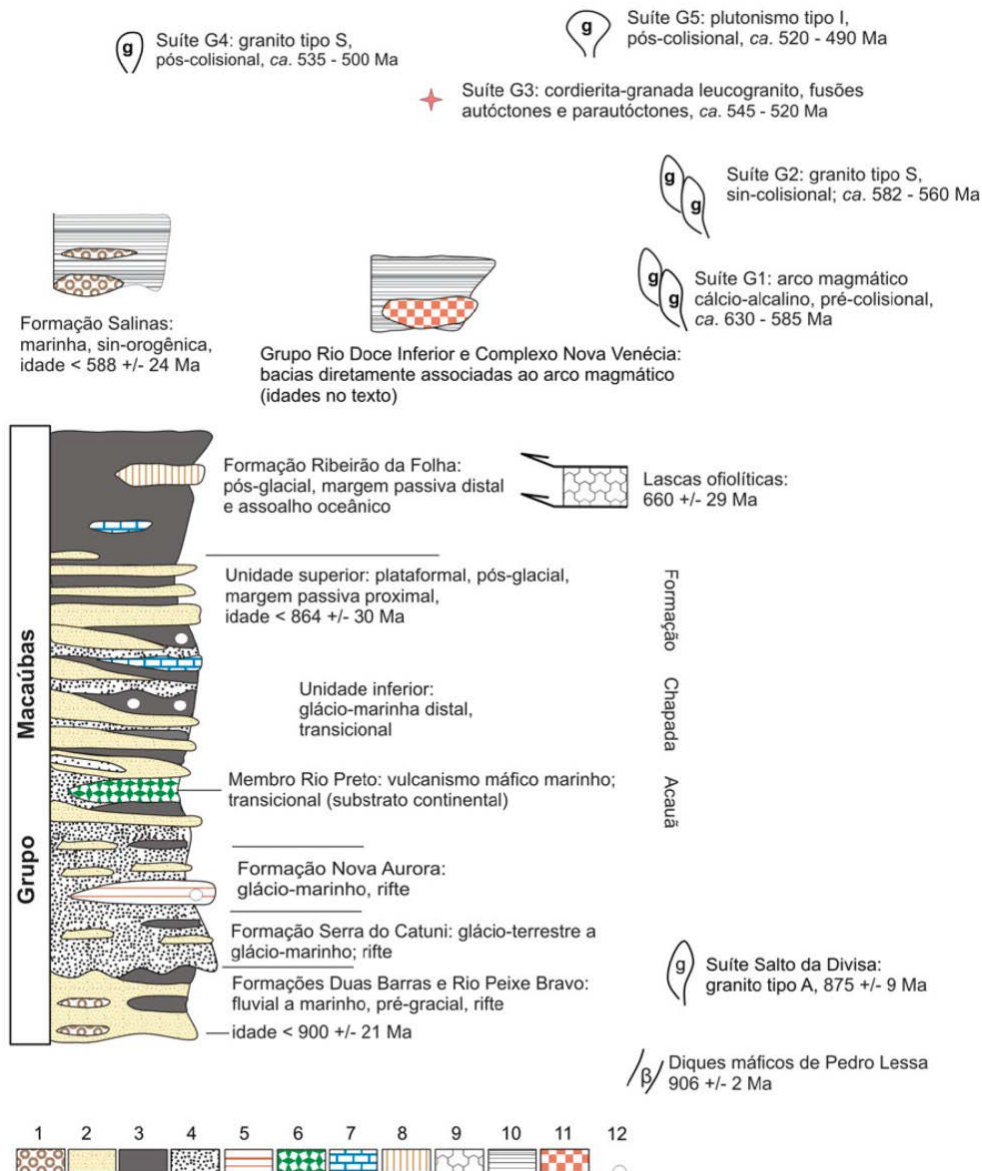 g
Suíte G4: granito tipo S,
pós-colisional, ca. 535 - 500 Ma
g
Suíte G5: plutonismo tipo I,
pós-colisional, ca. 520 - 490 Ma
Suíte G3: cordierita-granada leucogranito, fusões
autóctones e parautóctones, ca. 545 - 520 Ma
g
g
Suíte G2: granito tipo S,
sin-colisional; ca. 582 - 560 Ma
g
g
Suíte G1: arco magmático
cálcio-alcalino, pré-colisional,
ca. 630 - 585 Ma
Formação Salinas:
marinha, sin-orogênica,
idade < 588 +/- 24 Ma
Grupo Rio Doce Inferior e Complexo Nova Venécia:
bacias diretamente associadas ao arco magmático
(idades no texto)
Grupo Macaúbas
Formação Ribeirão da Folha:
pós-glacial, margem passiva distal
e assoalho oceânico
Lascas ofiolíticas:
660 +/- 29 Ma
Unidade superior: plataformal, pós-glacial,
margem passiva proximal,
idade < 864 +/- 30 Ma
Formação Chapada Acauã
Unidade inferior:
glácio-marinha distal,
transicional
Membro Rio Preto: vulcanismo máfico marinho;
transicional (substrato continental)
Formação Nova Aurora:
glácio-marinho, rifte
Formação Serra do Catuni: glácio-terrestre a
glácio-marinho; rifte
Formações Duas Barras e Rio Peixe Bravo:
fluvial a marinho, pré-gracial, rifte
idade < 900 +/- 21 Ma
g
Suíte Salto da Divisa:
granito tipo A, 875 +/- 9 Ma
β
Diques máficos de Pedro Lessa
906 +/- 2 Ma
1 2 3 4 5 6 7 8 9 10 11 12